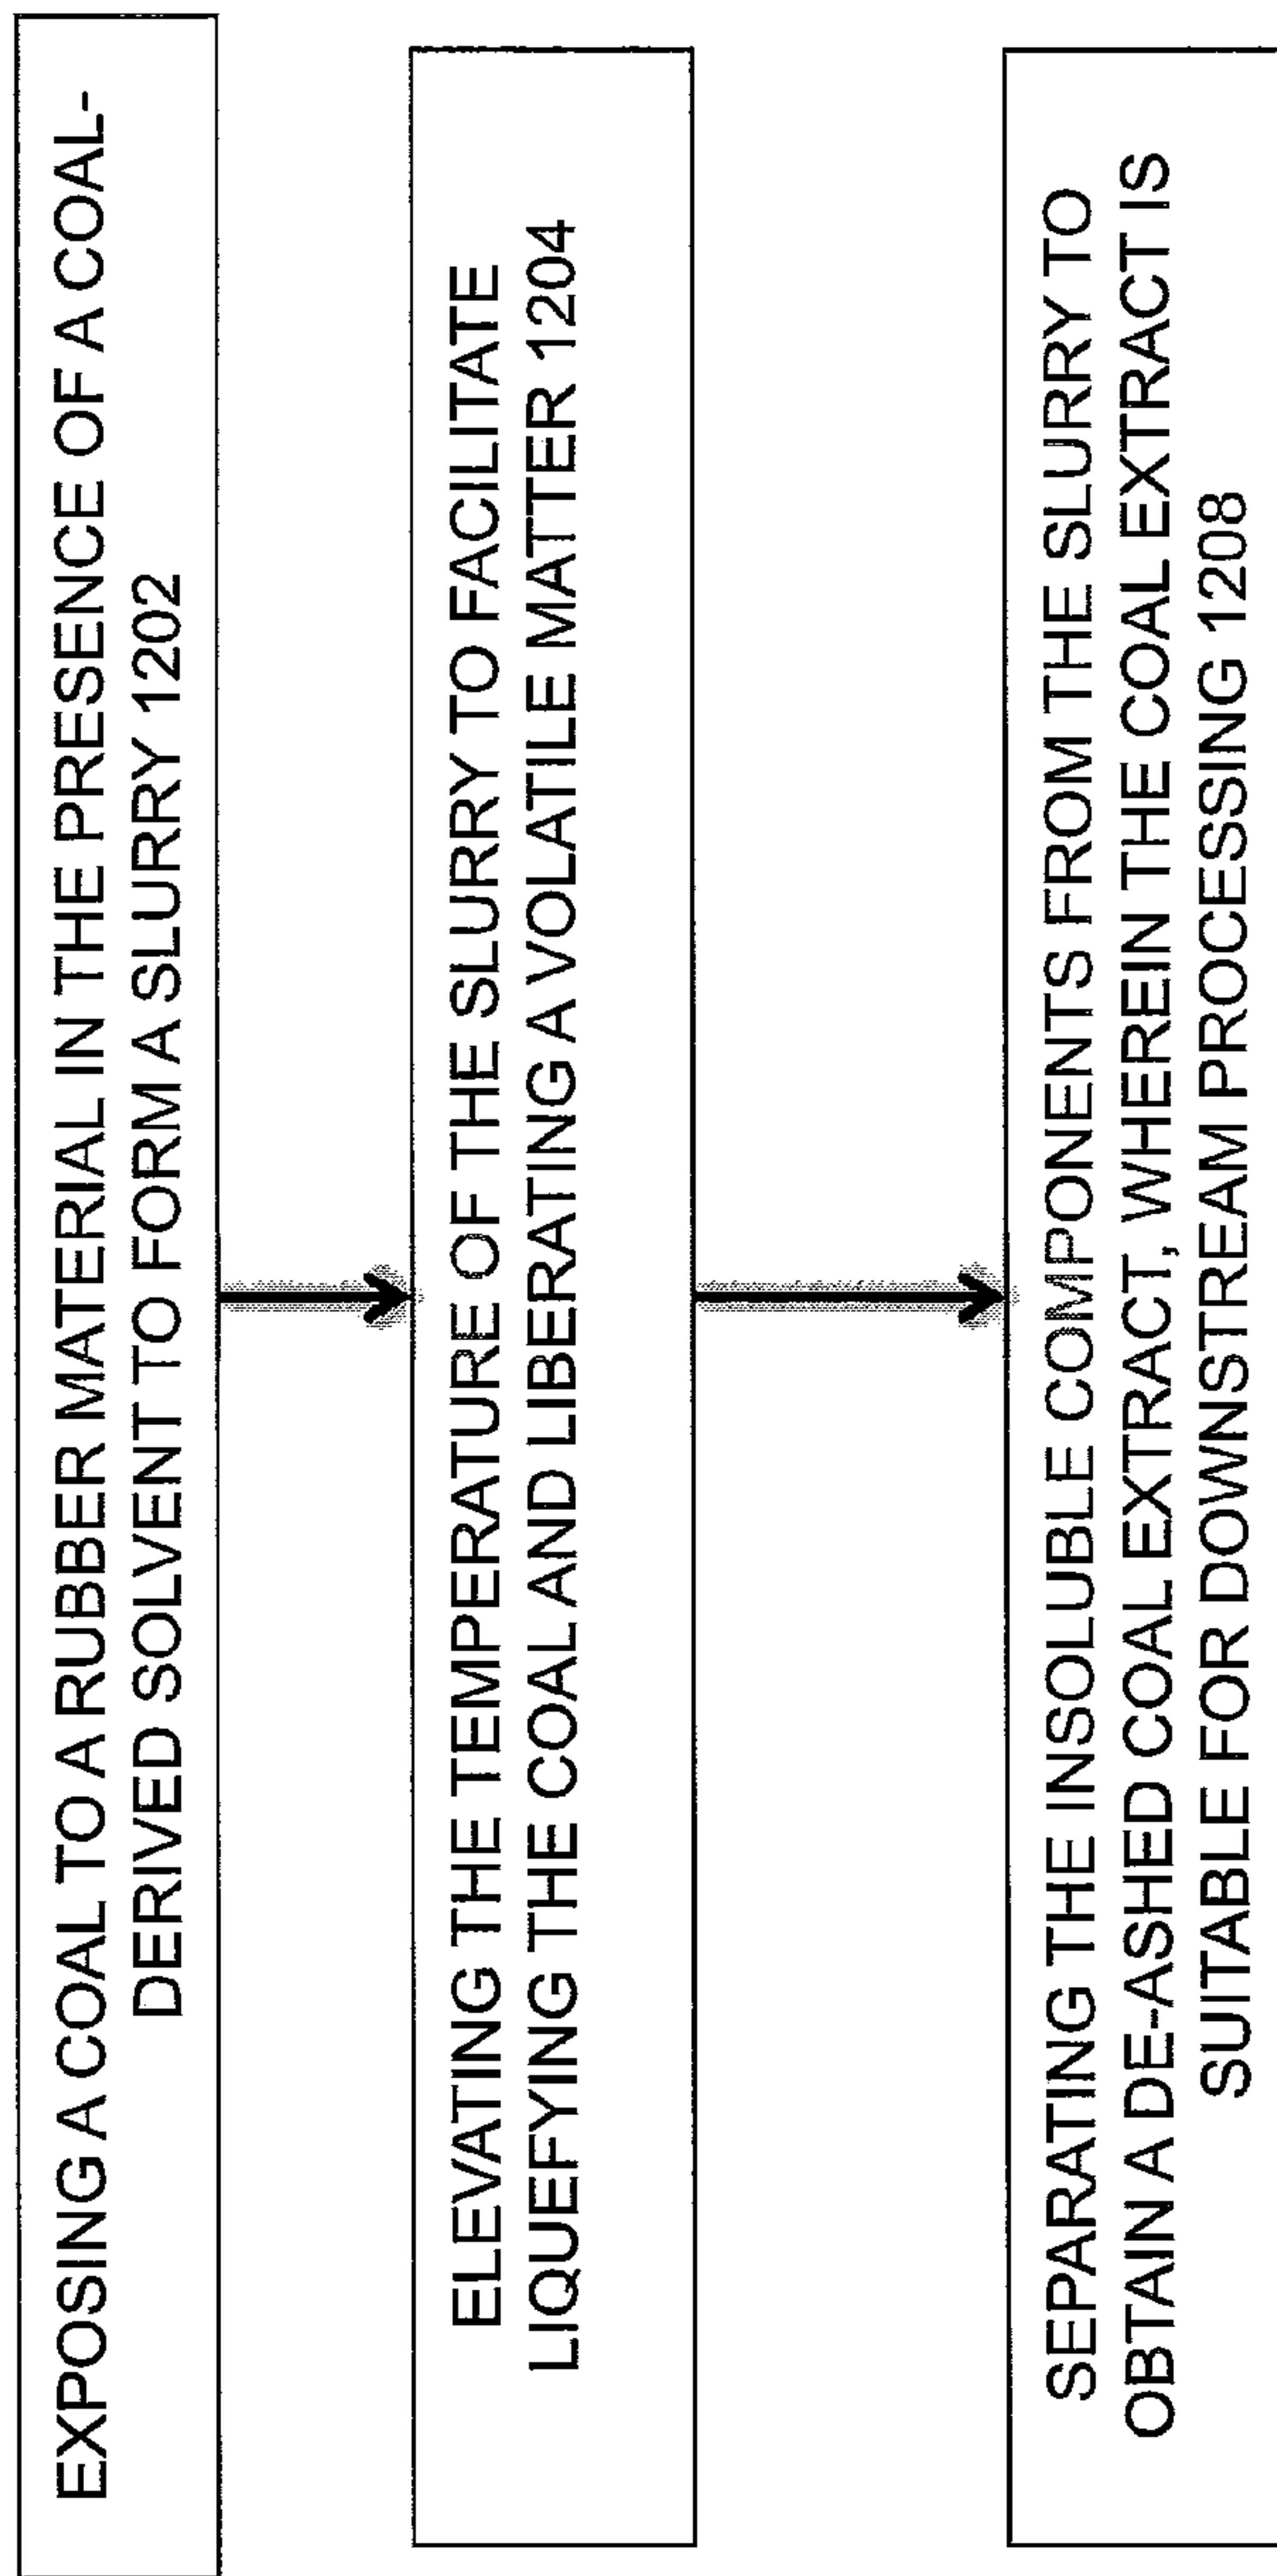 EXPOSING A COAL TO A RUBBER MATERIAL IN THE PRESENCE OF A COAL-
DERIVED SOLVENT TO FORM A SLURRY 1202
ELEVATING THE TEMPERATURE OF THE SLURRY TO FACILITATE
LIQUEFYING THE COAL AND LIBERATING A VOLATILE MATTER 1204
SEPARATING THE INSOLUBLE COMPONENTS FROM THE SLURRY TO
OBTAIN A DE-ASHED COAL EXTRACT, WHEREIN THE COAL EXTRACT IS
SUITABLE FOR DOWNSTREAM PROCESSING 1208